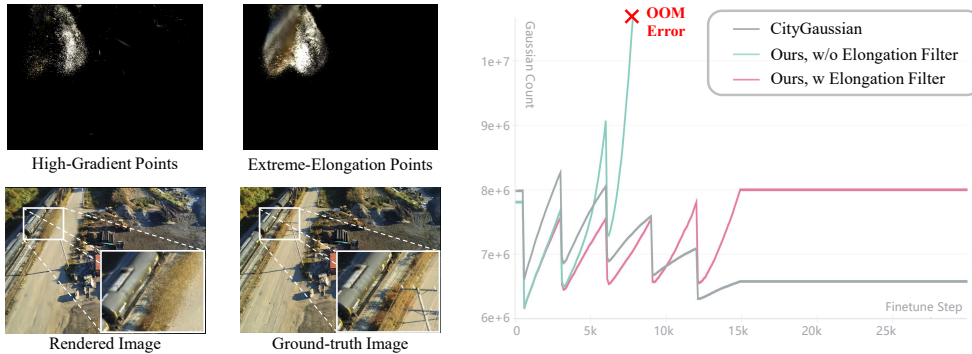 High-Gradient Points
Extreme-Elongation Points
Rendered Image
Ground-truth Image
OOM
Error
CityGaussian
Ours, w/o Elongation Filter
Ours, w Elongation Filter
Gaussian Count
1e+7
9e+6
8e+6
7e+6
6e+6
Finetune Step
0
5k
10k
15k
20k
25k